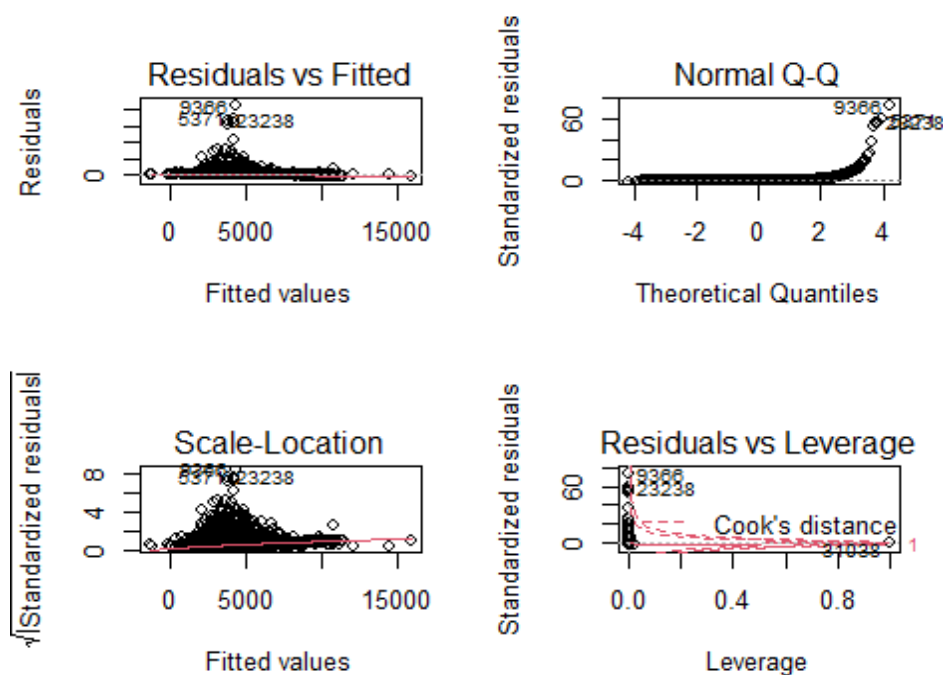 Residuals vs Fitted
Residuals
9366
5371
23238
0
0
5000
15000
Fitted values
Normal Q-Q
Standardized residuals
60
0
9366
-4
-2
0
2
4
Theoretical Quantiles
Scale-Location
√|Standardized residuals|
8
4
0
9366
5371
23238
0
5000
15000
Fitted values
Residuals vs Leverage
Standardized residuals
60
0
9366
23238
Cook's distance
31038
1
0.0
0.4
0.8
Leverage